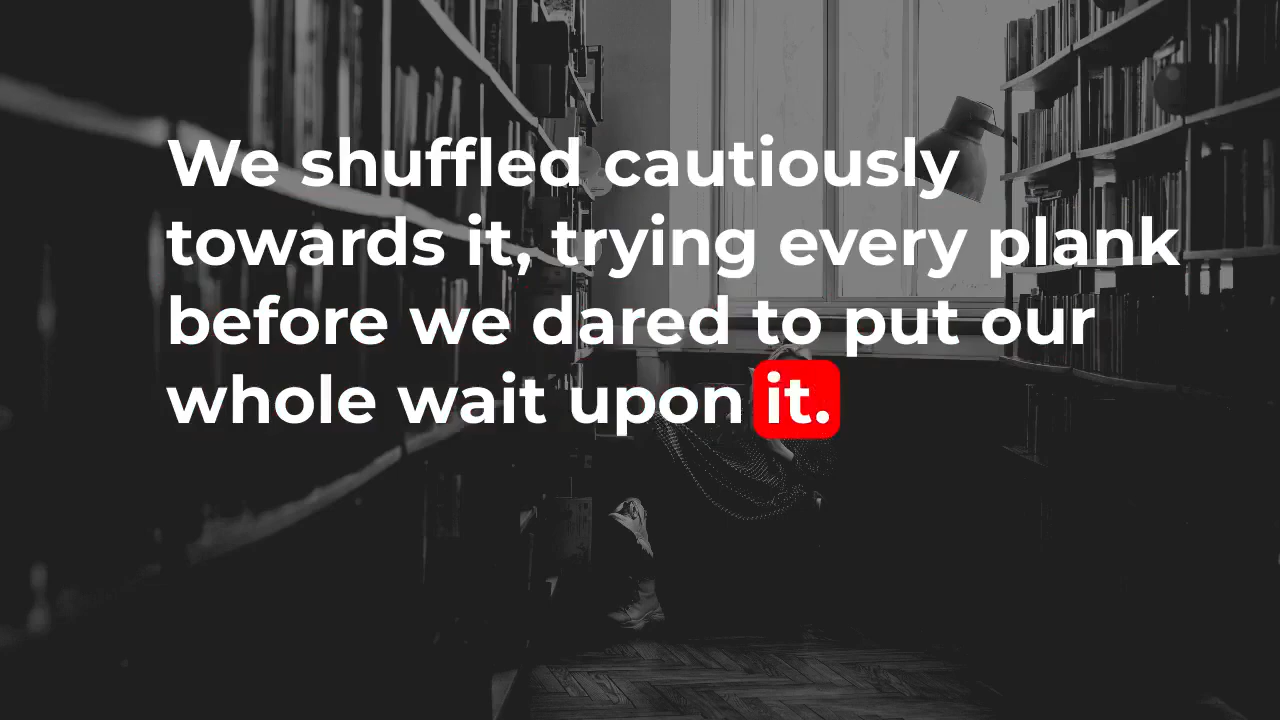 We shuffled cautiously
towards it, trying every plank
before we dared to put our
whole wait upon it.